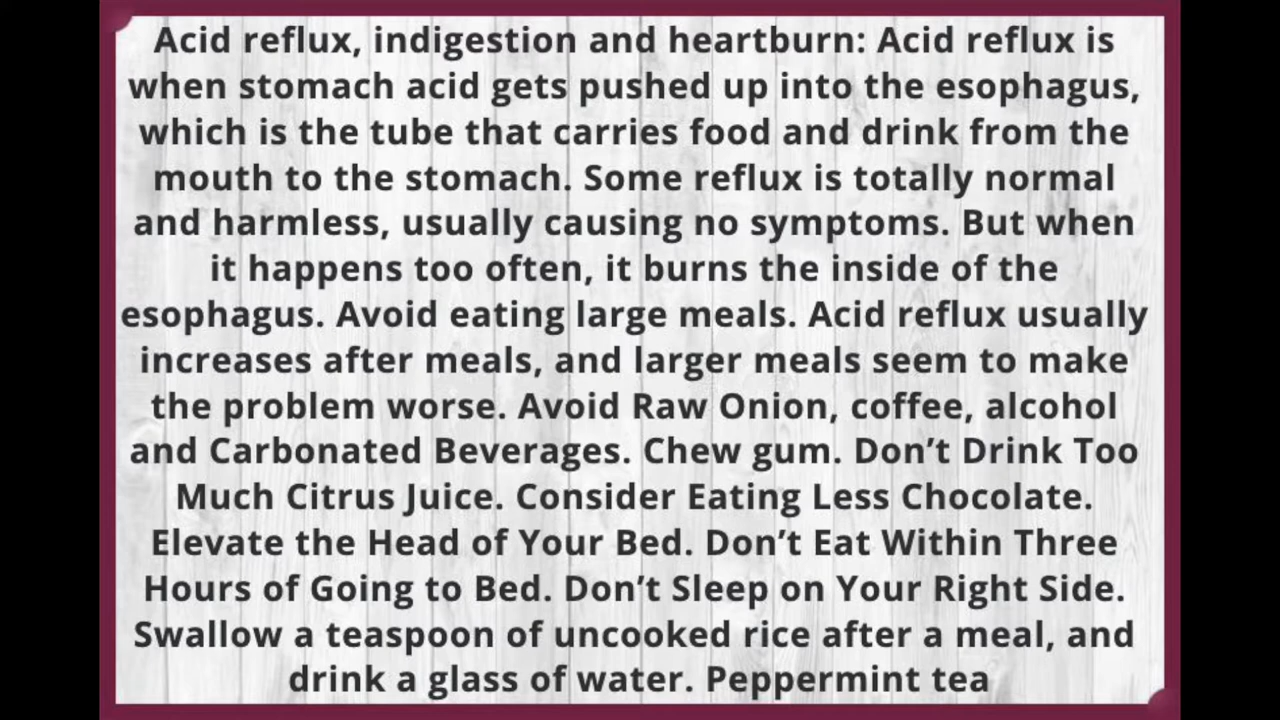 Acid reflux, indigestion and heartburn: Acid reflux is
when stomach acid gets pushed up into the esophagus,
which is the tube that carries food and drink from the
mouth to the stomach. Some reflux is totally normal
and harmless, usually causing no symptoms. But when
it happens too often, it burns the inside of the
esophagus. Avoid eating large meals. Acid reflux usually
increases after meals, and larger meals seem to make
the problem worse. Avoid Raw Onion, coffee, alcohol
and Carbonated Beverages. Chew gum. Don’t Drink Too
Much Citrus Juice. Consider Eating Less Chocolate.
Elevate the Head of Your Bed. Don’t Eat Within Three
Hours of Going to Bed. Don’t Sleep on Your Right Side.
Swallow a teaspoon of uncooked rice after a meal, and
drink a glass of water. Peppermint tea